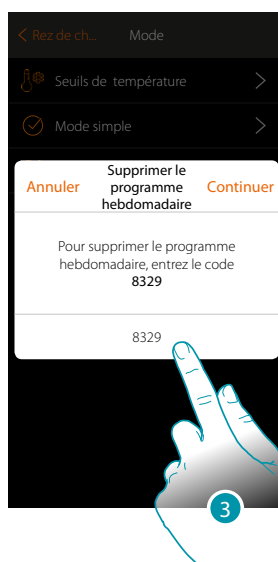 < Rez de ch... Mode
Seuils de température >
Mode simple >
Annuler Supprimer le programme hebdomadaire Continuer
Pour supprimer le programme
hebdomadaire, entrez le code
8329
8329
3